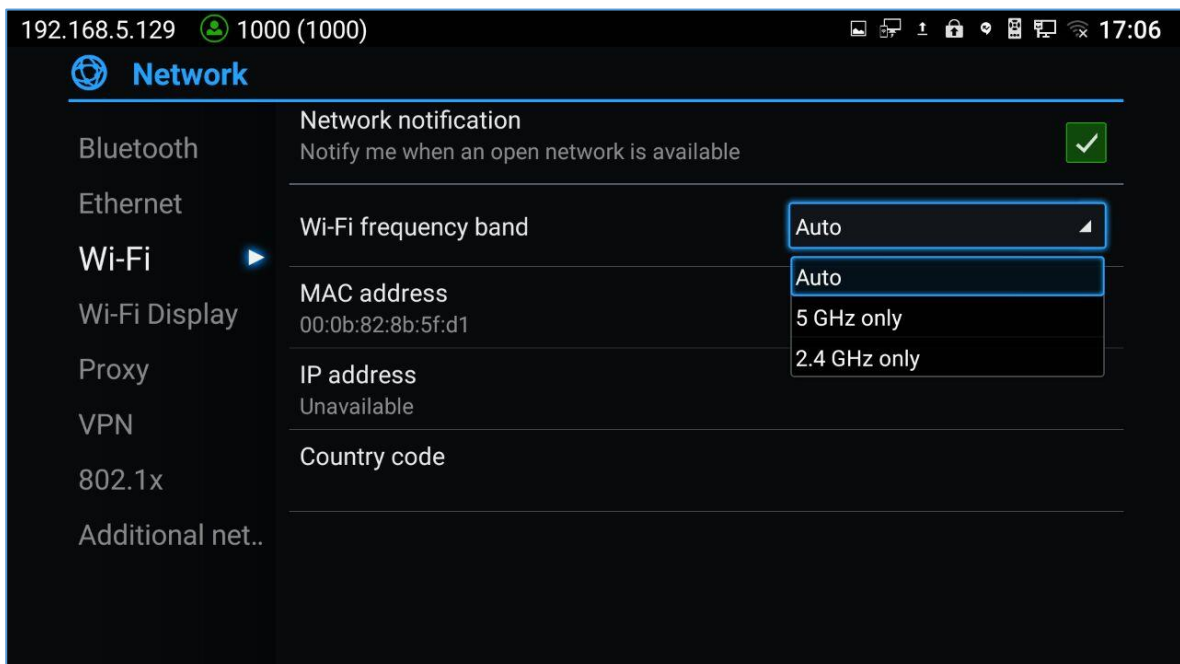 192.168.5.129 1000 (1000) 17:06
Network
Bluetooth
Ethernet
Wi-Fi
Wi-Fi Display
Proxy
VPN
802.1x
Additional net..
Network notification
Notify me when an open network is available
Wi-Fi frequency band
Auto
Auto
5 GHz only
2.4 GHz only
MAC address
00:0b:82:8b:5f:d1
IP address
Unavailable
Country code